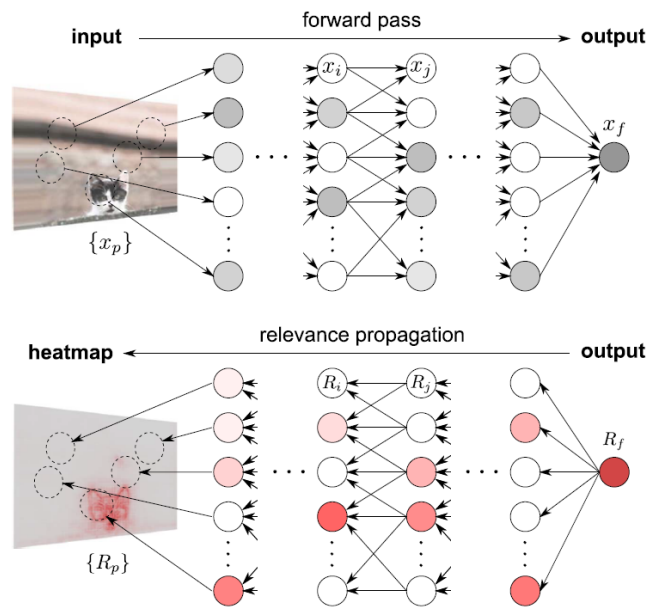 forward pass
input
output
$x_i$
$x_j$
$x_f$
. . .
. . .
$\{x_p\}$
relevance propagation
heatmap
output
$R_i$
$R_j$
$R_f$
. . .
. . .
$\{R_p\}$